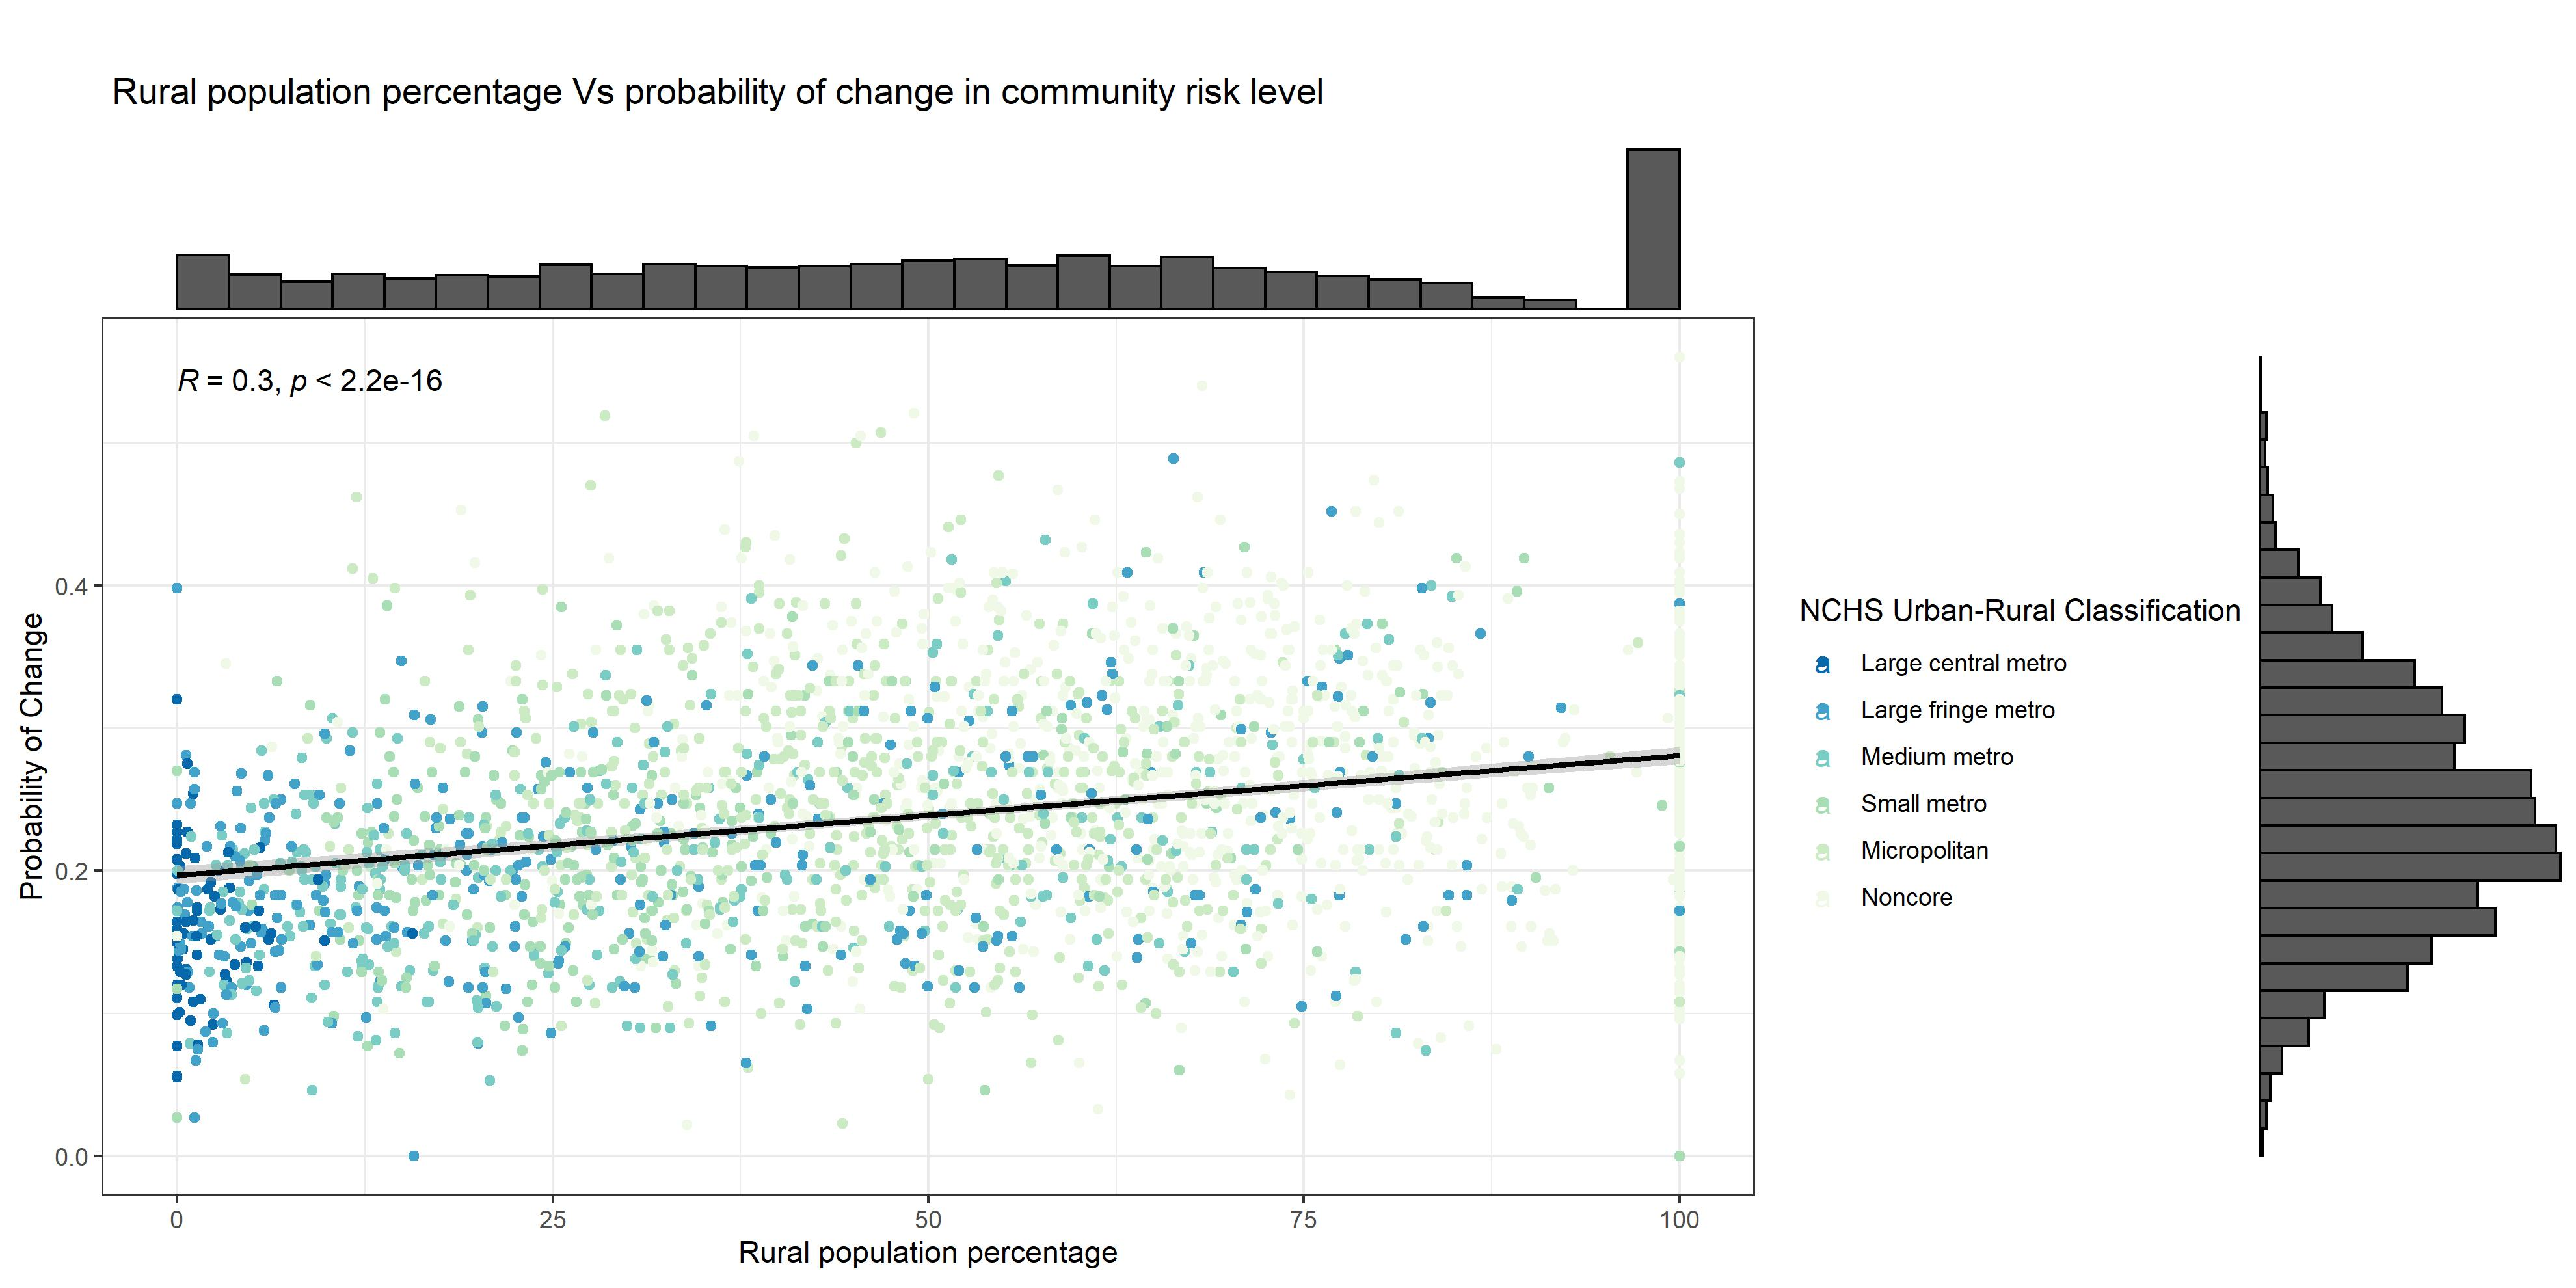 Rural population percentage Vs probability of change in community risk level
R = 0.3, p < 2.2e-16
0.4
0.2
0.0
Probability of Change
0
25
50
75
100
Rural population percentage
NCHS Urban-Rural Classification
a Large central metro
a Large fringe metro
a Medium metro
a Small metro
a Micropolitan
a Noncore